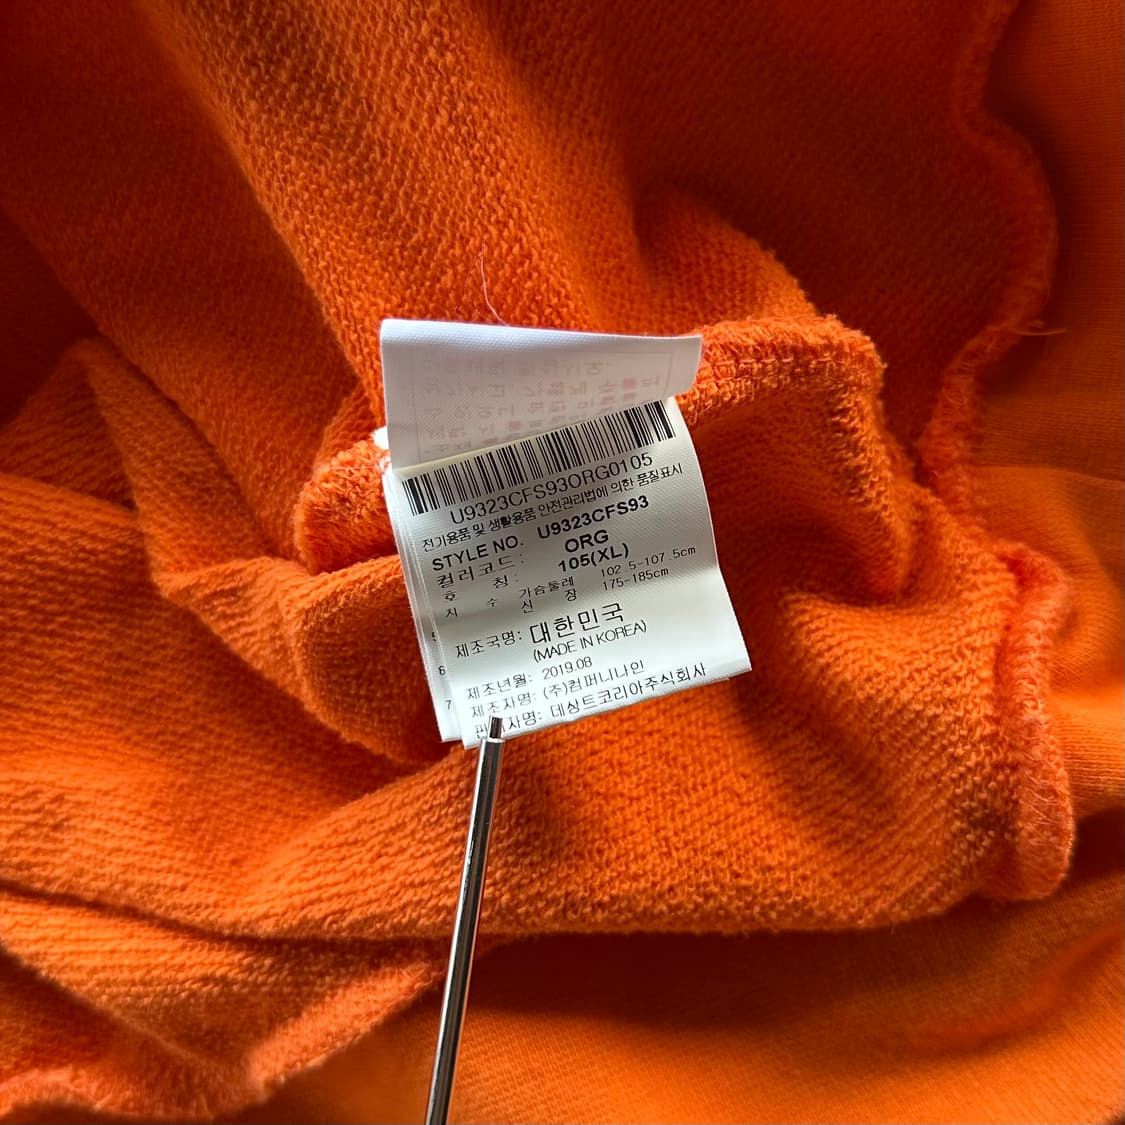 U9323CFS93ORG0105
전기용품 및 생활용품 안전관리법에 의한 품질표시
STYLE NO. U9323CFS93
컬러코드: ORG
호 칭: 105(XL)
치 수 가슴둘레 102.5-107.5cm
신 장 175-185cm
제조국명: 대한민국
(MADE IN KOREA)
제조년월: 2019.08
제조자명: (주)컴퍼니나인
데상트코리아주식회사
6
7